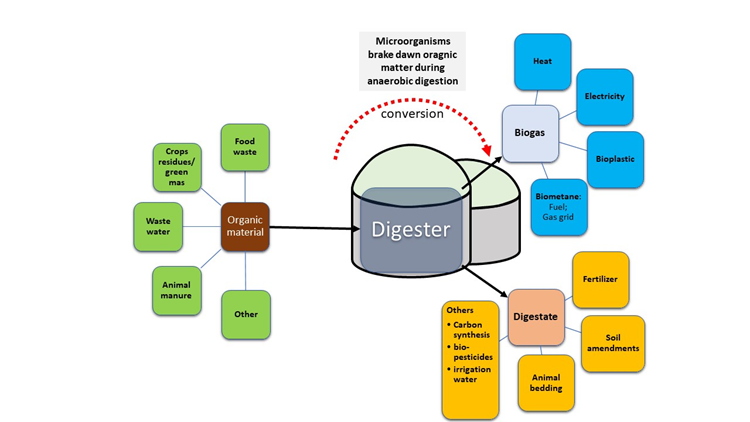 Microorganisms
brake dawn oragnic
matter during
anaerobic digestion
conversion
Food
waste
Crops
residues/
green
mas
Waste
water
Animal
manure
Other
Organic
material
Digester
Biogas
Heat
Electricity
Bioplastic
Biometane:
Fuel;
Gas grid
Digestate
Fertilizer
Soil
amendments
Animal
bedding
Others
• Carbon
synthesis
• bio-
pesticides
• irrigation
water